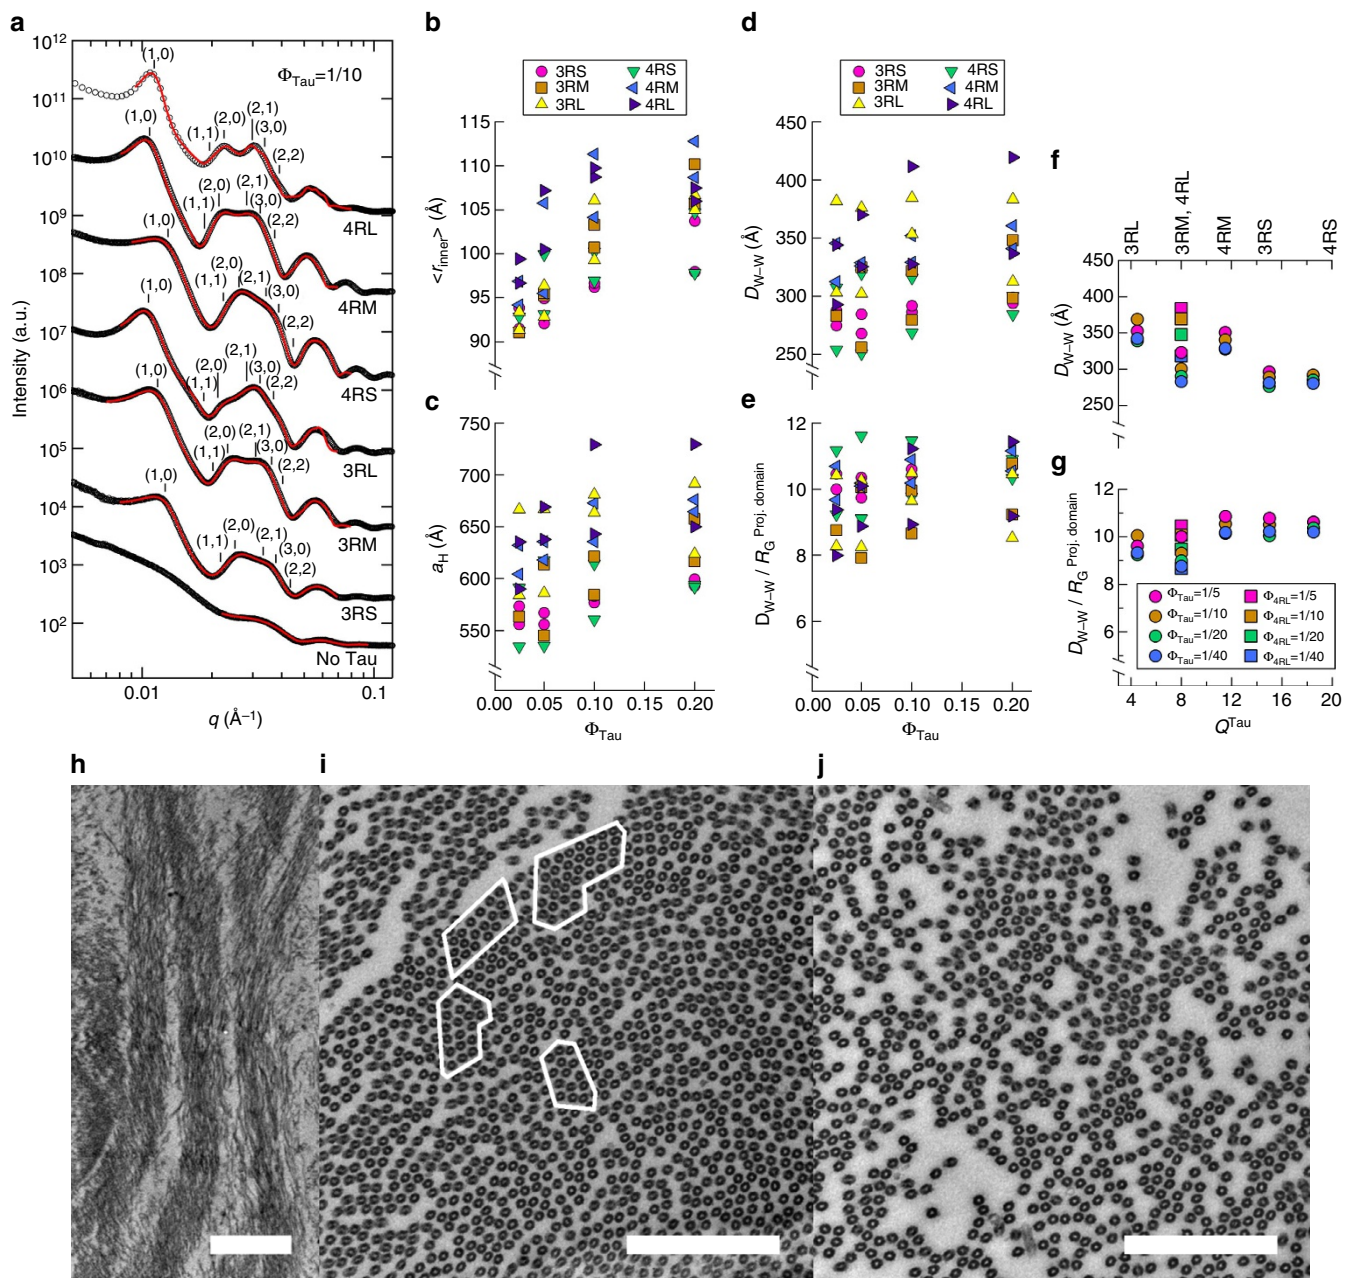 a
10¹²
10¹¹
10¹⁰
10⁹
10⁸
10⁷
10⁶
10⁵
10⁴
10³
10²
Intensity (a.u.)
Φ_Tau=1/10
(1,0)
(1,1)
(2,0)
(2,1)
(3,0)
(2,2)
4RL
(1,0)
(1,1)
(2,0)
(2,1)
(3,0)
(2,2)
4RM
(1,0)
(1,1)
(2,0)
(2,1)
(3,0)
(2,2)
4RS
(1,0)
(1,1)
(2,0)
(2,1)
(3,0)
(2,2)
3RL
(1,0)
(1,1)
(2,0)
(2,1)
(3,0)
(2,2)
3RM
(1,0)
(1,1)
(2,0)
(2,1)
(3,0)
(2,2)
3RS
No Tau
0.01 0.1
q (Å⁻¹)
b
3RS 4RS
3RM 4RM
3RL 4RL
115
110
105
100
95
90
<r_inner> (Å)
c
750
700
650
600
550
a_H (Å)
0.00 0.05 0.10 0.15 0.20
Φ_Tau
d
3RS 4RS
3RM 4RM
3RL 4RL
450
400
350
300
250
D_W–W (Å)
e
12
10
8
6
D_W–W / R_G^Proj. domain
0.00 0.05 0.10 0.15 0.20
Φ_Tau
f
3RL
3RM, 4RL
4RM
3RS
4RS
450
400
350
300
250
D_W–W (Å)
g
12
10
8
6
D_W–W / R_G^Proj. domain
Φ_Tau=1/5 Φ_4RL=1/5
Φ_Tau=1/10 Φ_4RL=1/10
Φ_Tau=1/20 Φ_4RL=1/20
Φ_Tau=1/40 Φ_4RL=1/40
4 8 12 16 20
Q^Tau
h
i
j